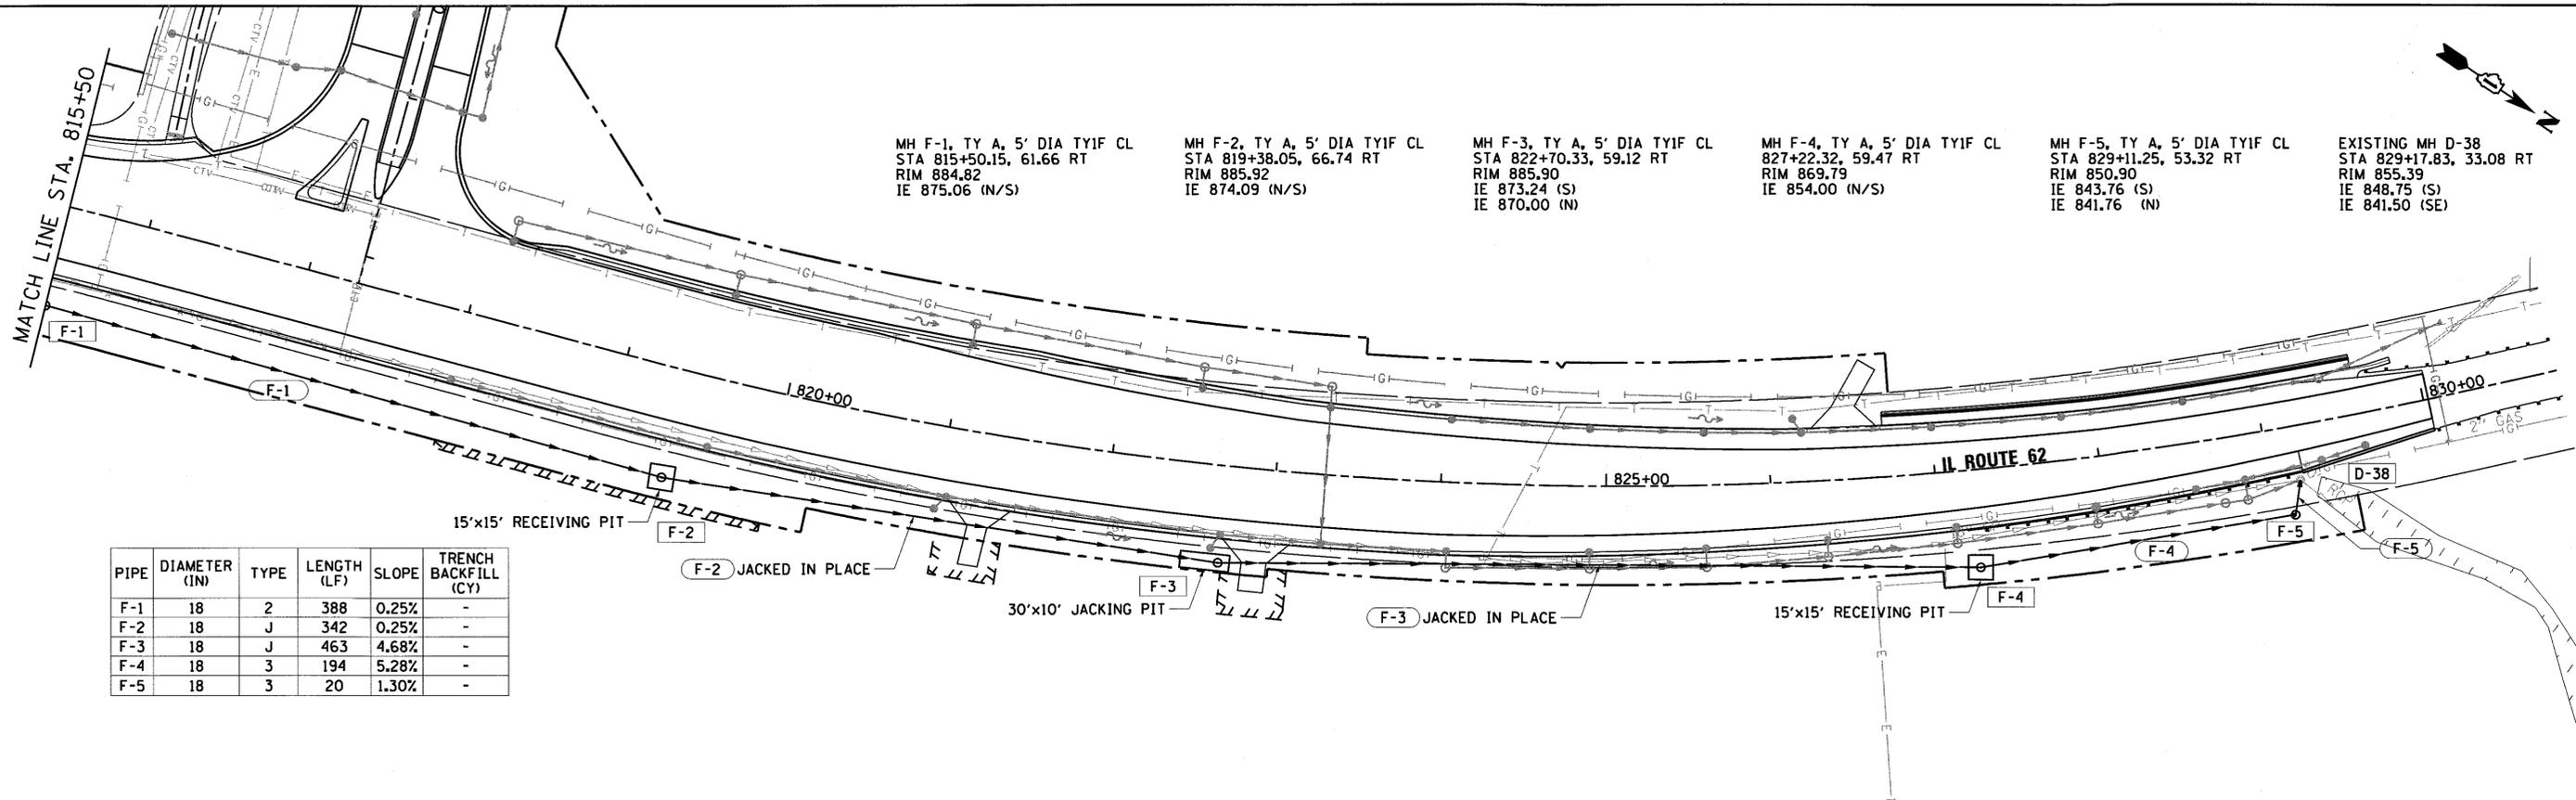 MATCH LINE STA. 815+50
MH F-1, TY A, 5' DIA TY1F CL
STA 815+50.15, 61.66 RT
RIM 884.82
IE 875.06 (N/S)
MH F-2, TY A, 5' DIA TY1F CL
STA 819+38.05, 66.74 RT
RIM 885.92
IE 874.09 (N/S)
MH F-3, TY A, 5' DIA TY1F CL
STA 822+70.33, 59.12 RT
RIM 885.90
IE 873.24 (S)
IE 870.00 (N)
MH F-4, TY A, 5' DIA TY1F CL
827+22.32, 59.47 RT
RIM 869.79
IE 854.00 (N/S)
MH F-5, TY A, 5' DIA TY1F CL
STA 829+11.25, 53.32 RT
RIM 850.90
IE 843.76 (S)
IE 841.76 (N)
EXISTING MH D-38
STA 829+17.83, 33.08 RT
RIM 855.39
IE 848.75 (S)
IE 841.50 (SE)
N
F-1
F-1
820+00
825+00
IL ROUTE 62
830+00
2" GAS
D-38
15'x15' RECEIVING PIT
F-2
F-2 JACKED IN PLACE
F-3
30'x10' JACKING PIT
F-3 JACKED IN PLACE
15'x15' RECEIVING PIT
F-4
F-4
F-5
F-5
PIPE DIAMETER (IN) TYPE LENGTH (LF) SLOPE TRENCH BACKFILL (CY)
F-1 18 2 388 0.25% -
F-2 18 J 342 0.25% -
F-3 18 J 463 4.68% -
F-4 18 3 194 5.28% -
F-5 18 3 20 1.30% -